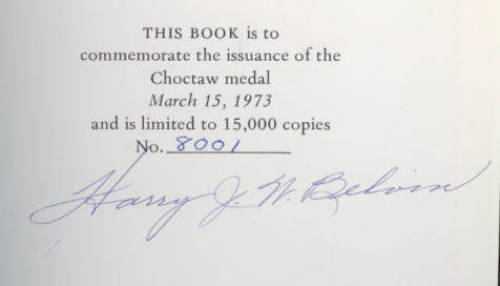 THIS BOOK is to
commemorate the issuance of the
Choctaw medal
March 15, 1973
and is limited to 15,000 copies
No. 8001
Harry J. W. Belvin